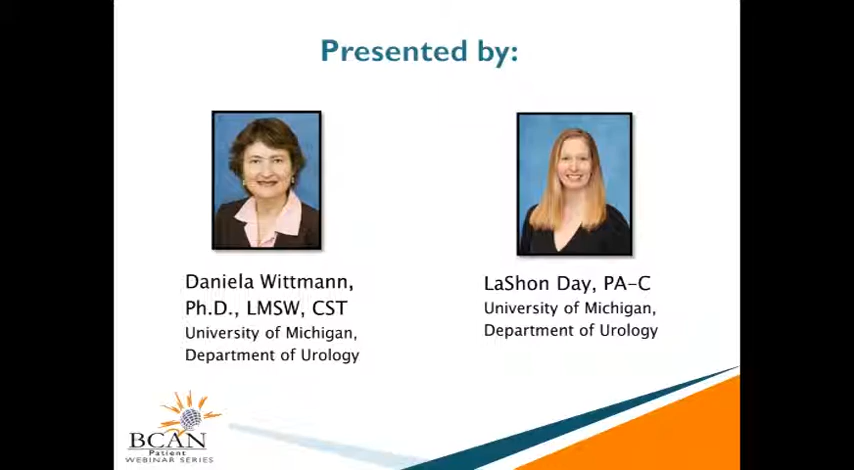 Presented by:
Daniela Wittmann,
Ph.D., LMSW, CST
University of Michigan,
Department of Urology
LaShon Day, PA-C
University of Michigan,
Department of Urology
BCAN
Patient
WEBINAR SERIES